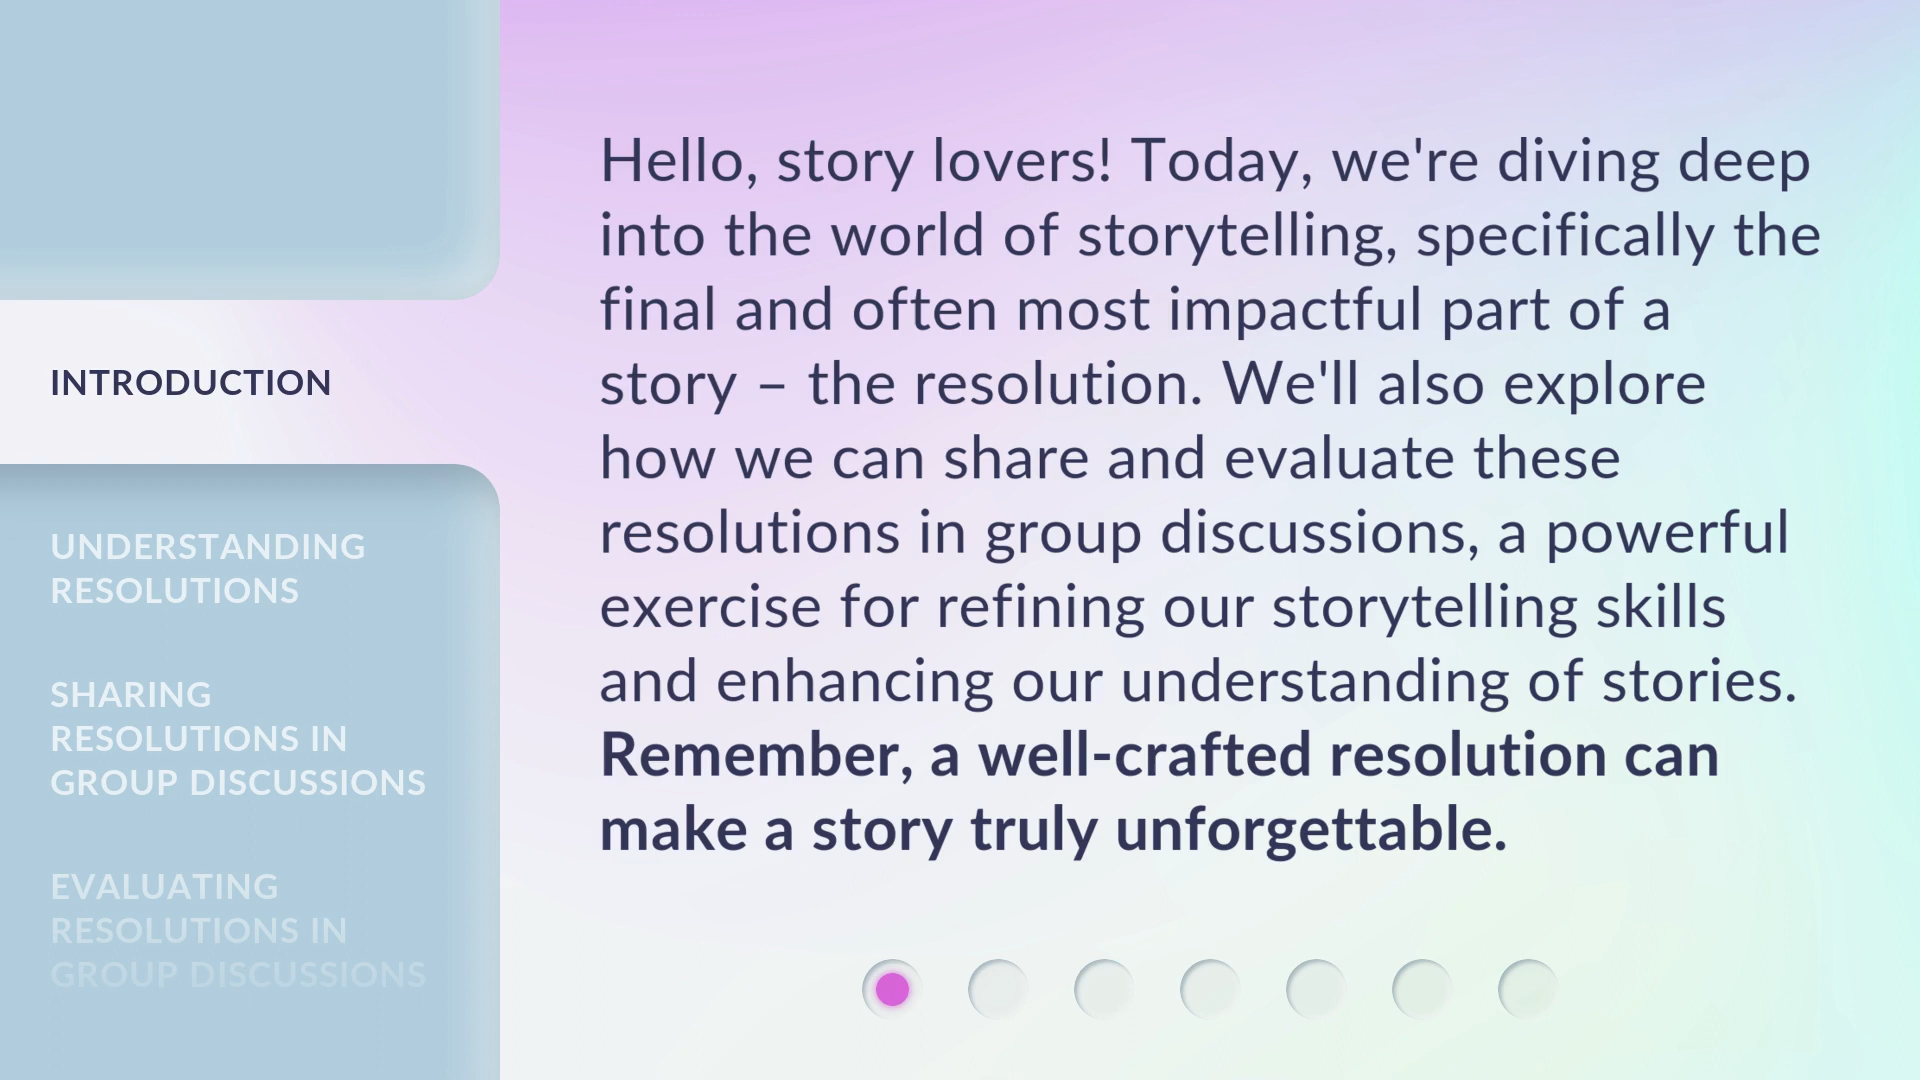 INTRODUCTION
UNDERSTANDING
RESOLUTIONS
SHARING
RESOLUTIONS IN
GROUP DISCUSSIONS
EVALUATING
RESOLUTIONS IN
GROUP DISCUSSIONS
Hello, story lovers! Today, we're diving deep
into the world of storytelling, specifically the
final and often most impactful part of a
story – the resolution. We'll also explore
how we can share and evaluate these
resolutions in group discussions, a powerful
exercise for refining our storytelling skills
and enhancing our understanding of stories.
Remember, a well-crafted resolution can
make a story truly unforgettable.